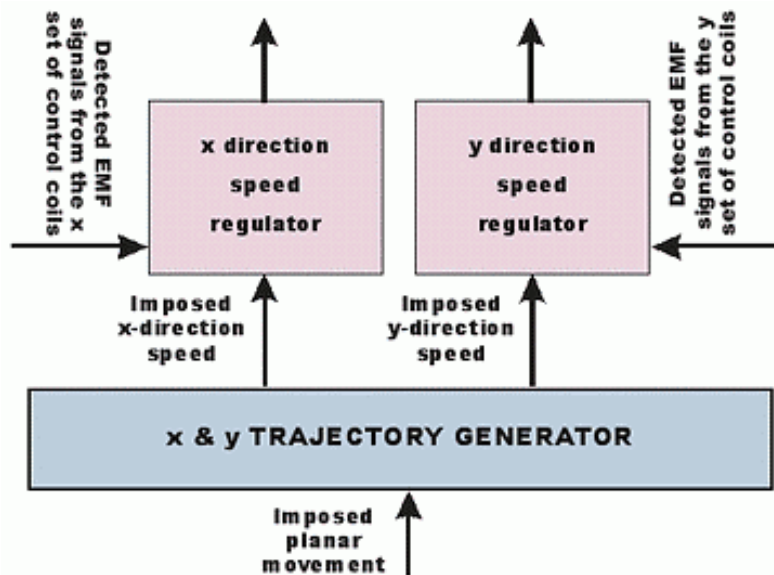 Detected EMF
signals from the x
set of control coils
x direction
speed
regulator
y direction
speed
regulator
Detected EMF
signals from the y
set of control coils
Imposed
x-direction
speed
Imposed
y-direction
speed
x & y TRAJECTORY GENERATOR
Imposed
planar
movement